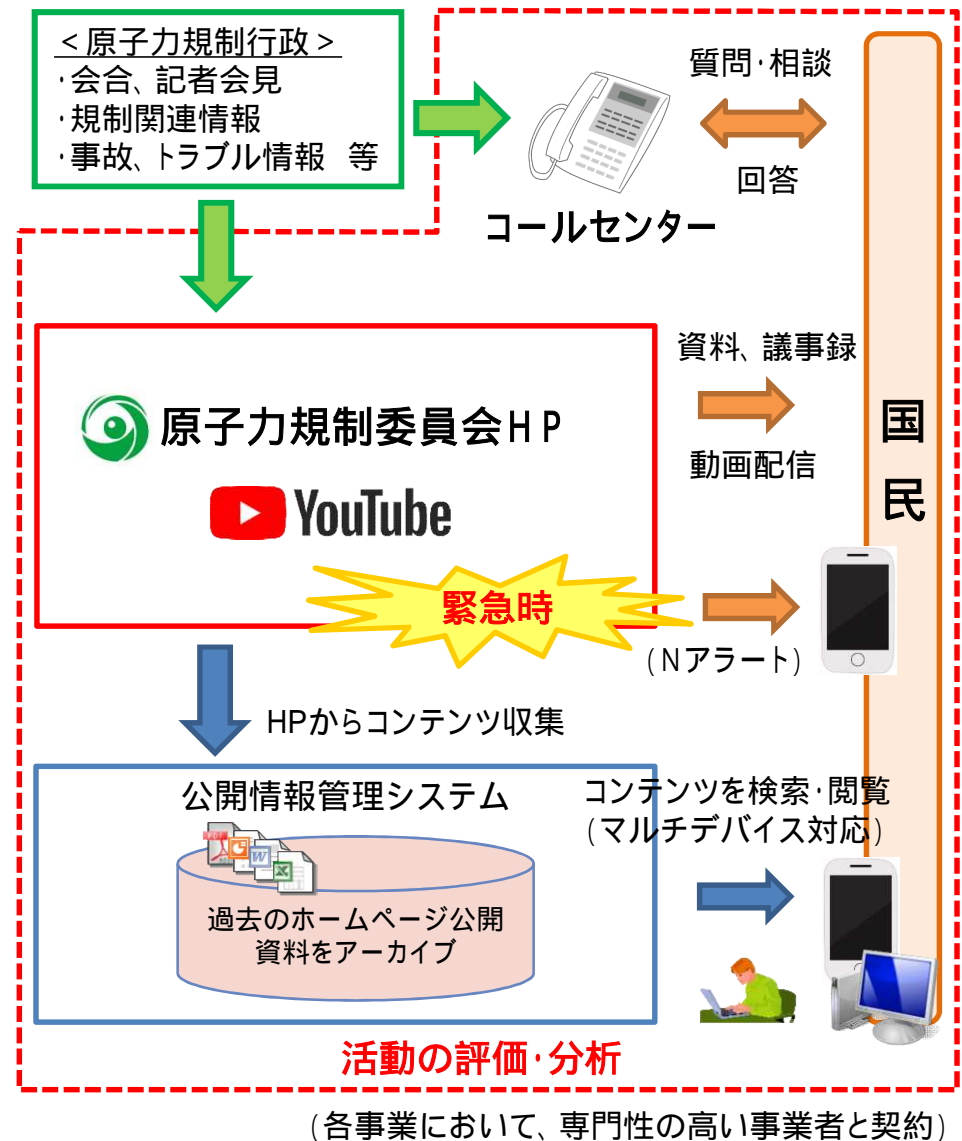 <原子力規制行政>
・会合、記者会見
・規制関連情報
・事故、トラブル情報 等
質問・相談
回答
コールセンター
原子力規制委員会HP
YouTube
資料、議事録
動画配信
国民
緊急時
(Nアラート)
HPからコンテンツ収集
公開情報管理システム
PDF
W
過去のホームページ公開
資料をアーカイブ
コンテンツを検索・閲覧
(マルチデバイス対応)
活動の評価・分析
(各事業において、専門性の高い事業者と契約)